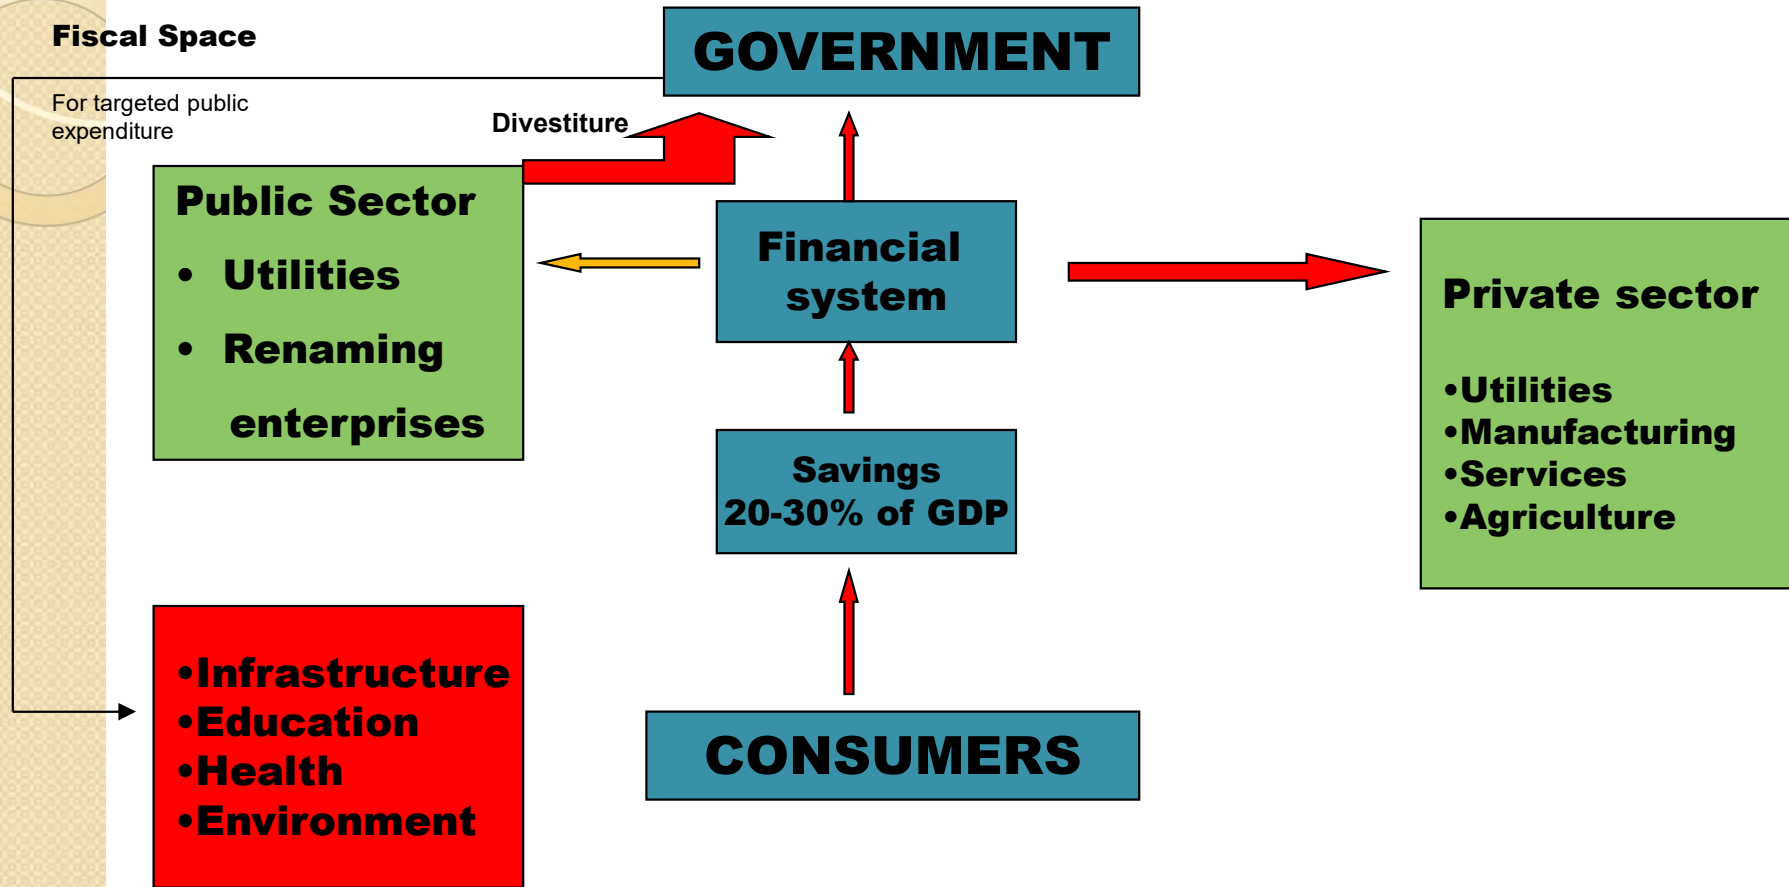 Fiscal Space
GOVERNMENT
For targeted public
expenditure
Divestiture
Public Sector
• Utilities
• Renaming
enterprises
Financial
system
Private sector
•Utilities
•Manufacturing
•Services
•Agriculture
Savings
20-30% of GDP
•Infrastructure
•Education
•Health
•Environment
CONSUMERS